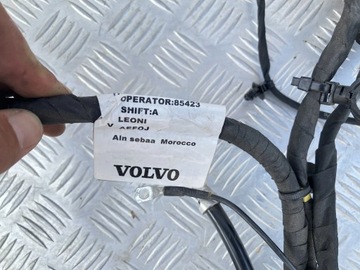 OPERATOR:85423
SHIFT:A
LEONI
Ain sebaa Morocco
VOLVO